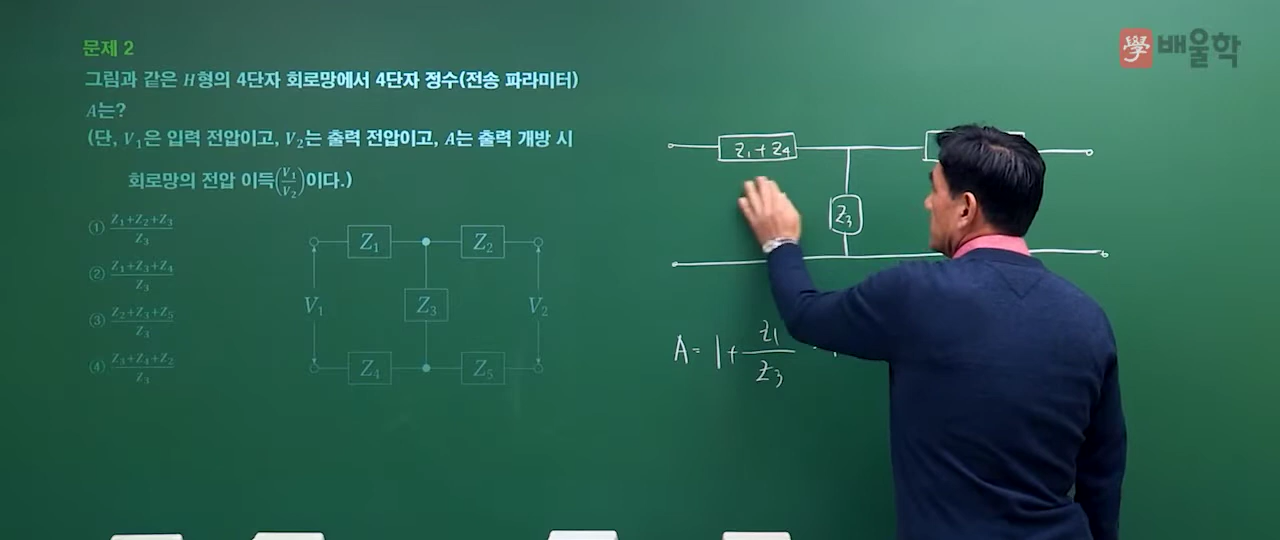 學 배울학
문제 2
그림과 같은 H형의 4단자 회로망에서 4단자 정수(전송 파라미터)
A는?
(단, V₁은 입력 전압이고, V₂는 출력 전압이고, A는 출력 개방 시
회로망의 전압 이득(V₁/V₂)이다.)
① Z₁+Z₂+Z₃/Z₃
② Z₁+Z₃+Z₄/Z₃
③ Z₂+Z₃+Z₅/Z₃
④ Z₃+Z₄+Z₂/Z₃
Z₁ Z₂
V₁ Z₃ V₂
Z₄ Z₅
Z₁+Z₄
Z₃
A= 1+ Z₁/Z₃